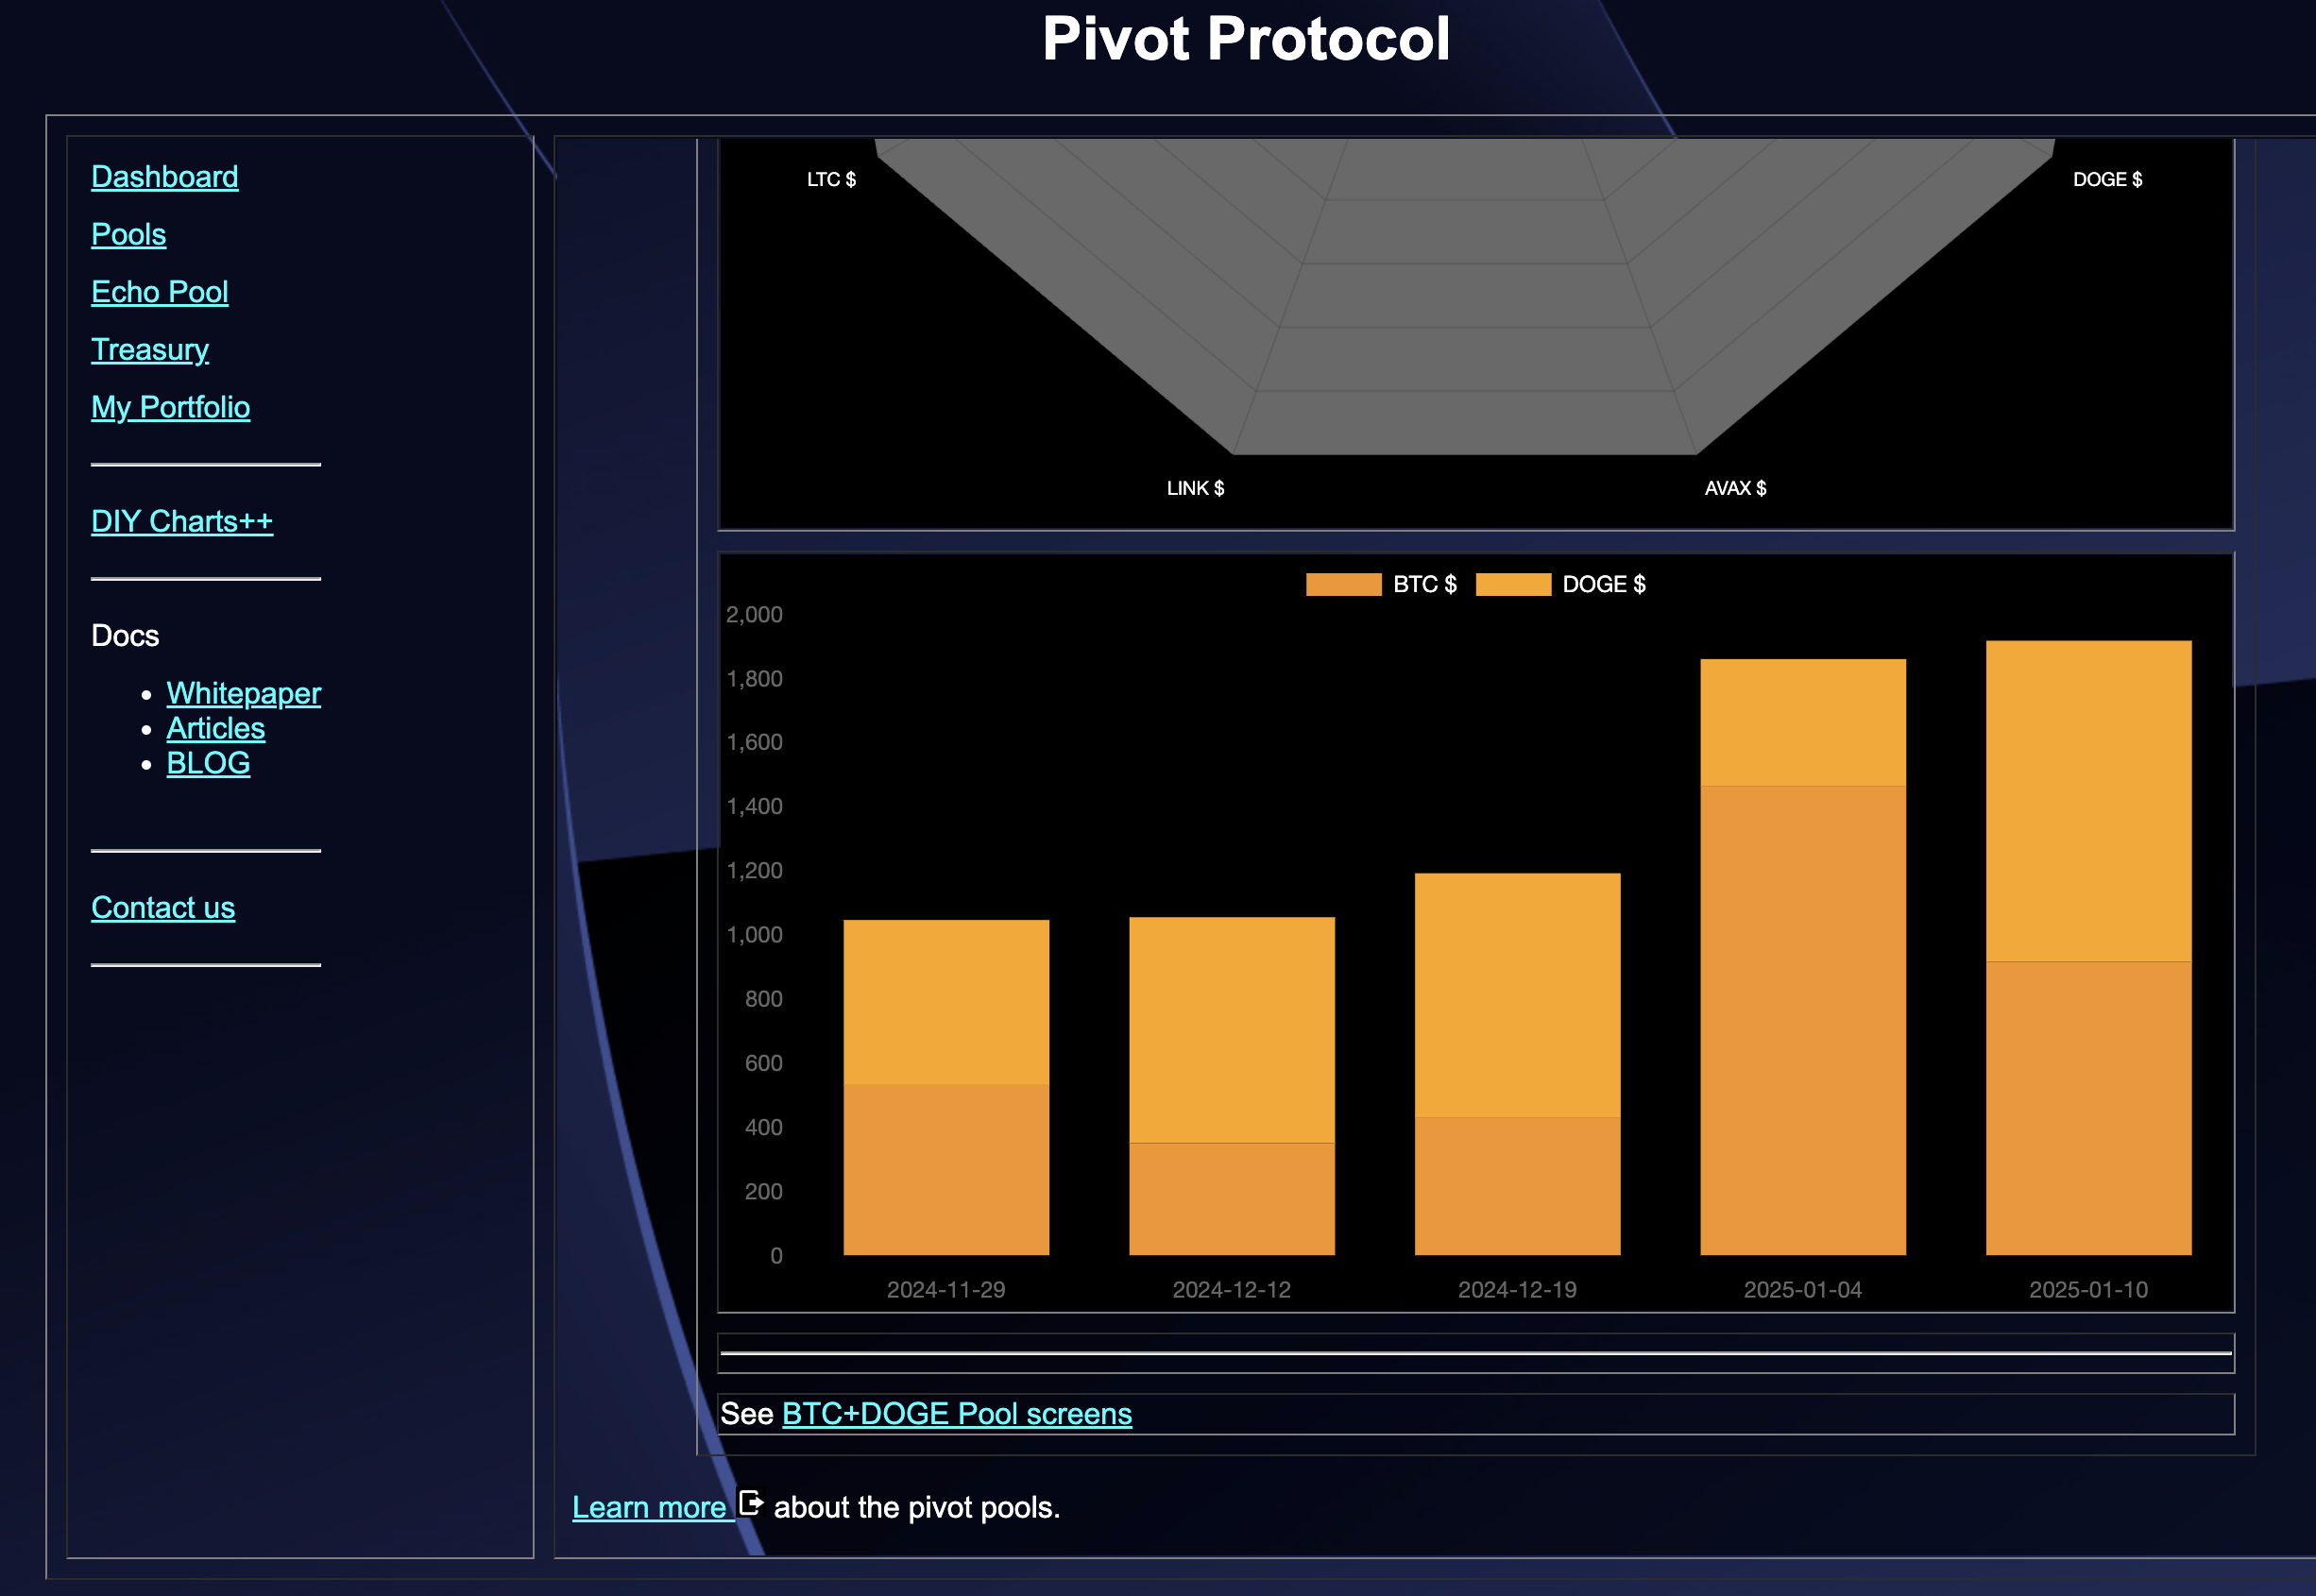 Pivot Protocol
Dashboard
Pools
Echo Pool
Treasury
My Portfolio
DIY Charts++
Docs
Whitepaper
Articles
BLOG
Contact us
LTC $
DOGE $
LINK $
AVAX $
BTC $ DOGE $
2,000
1,800
1,600
1,400
1,200
1,000
800
600
400
200
0
2024-11-29 2024-12-12 2024-12-19 2025-01-04 2025-01-10
See BTC+DOGE Pool screens
Learn more about the pivot pools.